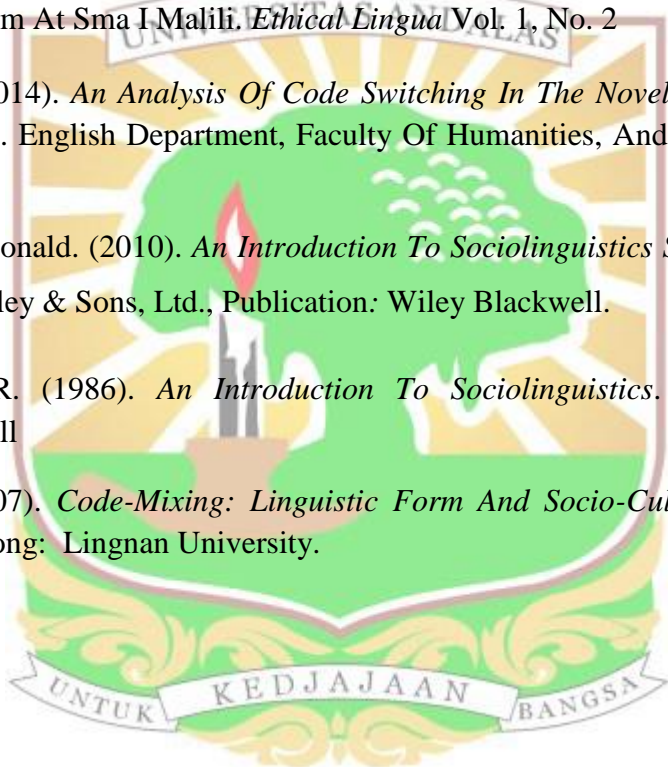 m At Sma I Malili. Ethical Lingua Vol. 1, No. 2
UNIVERSITAS ANDALAS
014). An Analysis Of Code Switching In The Novel
. English Department, Faculty Of Humanities, And
onald. (2010). An Introduction To Sociolinguistics S
ley & Sons, Ltd., Publication: Wiley Blackwell.
R. (1986). An Introduction To Sociolinguistics.
ll
07). Code-Mixing: Linguistic Form And Socio-Cul
ong: Lingnan University.
UNTUK KEDJAJAAN BANGSA